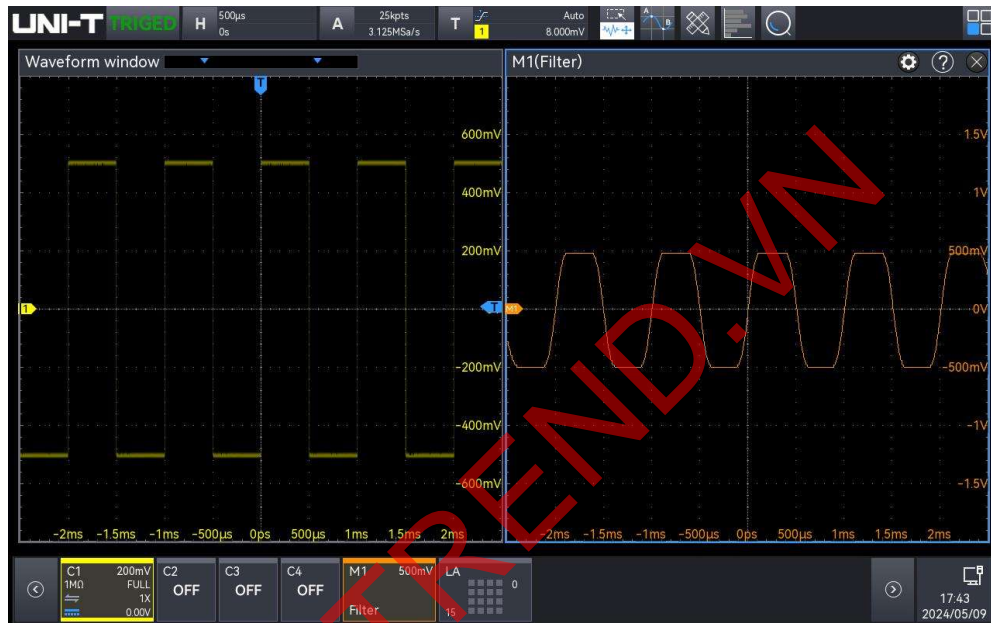 UNI-T TRIGED H 500µs 0s A 25kpts 3.125MSa/s T 1 Auto 8.000mV A B
Waveform window
M1(Filter) ?
T
600mV
400mV
200mV
1 T
-200mV
-400mV
-600mV
-2ms -1.5ms -1ms -500µs 0ps 500µs 1ms 1.5ms 2ms
1.5V
1V
500mV
M1 0V
-500mV
-1V
-1.5V
-2ms -1.5ms -1ms -500µs 0ps 500µs 1ms 1.5ms 2ms
TREND.VN
C1 200mV
1MΩ FULL
1X
0.00V
C2
OFF
C3
OFF
C4
OFF
M1 500mV
Filter
LA 0
15
17:43
2024/05/09